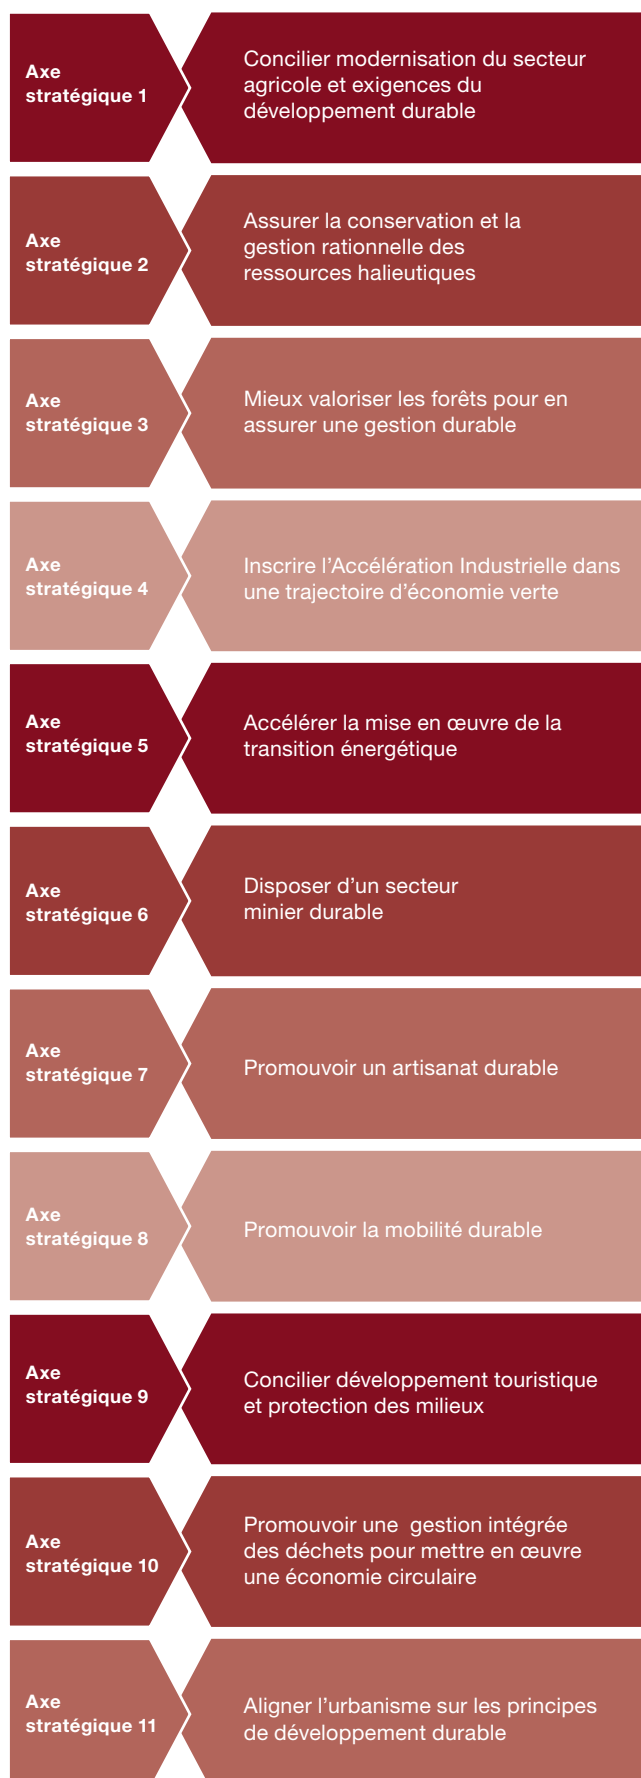 Axe
stratégique 1
Concilier modernisation du secteur
agricole et exigences du
développement durable
Axe
stratégique 2
Assurer la conservation et la
gestion rationnelle des
ressources halieutiques
Axe
stratégique 3
Mieux valoriser les forêts pour en
assurer une gestion durable
Axe
stratégique 4
Inscrire l’Accélération Industrielle dans
une trajectoire d’économie verte
Axe
stratégique 5
Accélérer la mise en œuvre de la
transition énergétique
Axe
stratégique 6
Disposer d’un secteur
minier durable
Axe
stratégique 7
Promouvoir un artisanat durable
Axe
stratégique 8
Promouvoir la mobilité durable
Axe
stratégique 9
Concilier développement touristique
et protection des milieux
Axe
stratégique 10
Promouvoir une gestion intégrée
des déchets pour mettre en œuvre
une économie circulaire
Axe
stratégique 11
Aligner l’urbanisme sur les principes
de développement durable